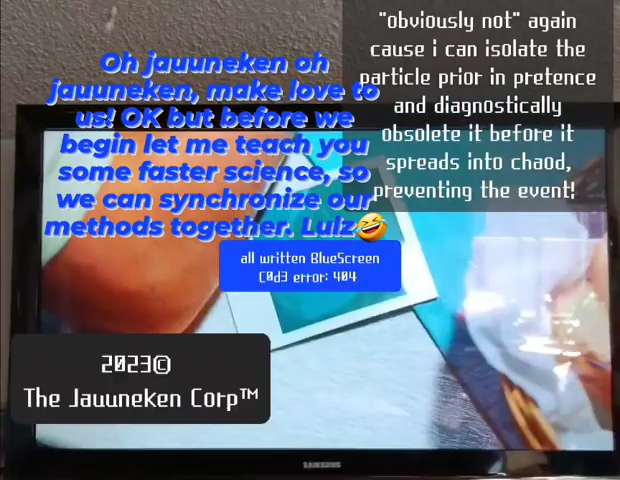 "obviously not" again
cause i can isolate the
particle prior in pretence
and diagnostically
obsolete it before it
spreads into chaod,
preventing the event!
Oh jauuneken oh
jauuneken, make love to
us! OK but before we
begin let me teach you
some faster science, so
we can synchronize our
methods together. Lulz🤣
all written BlueScreen
C0d3 error: 404
2023©
The Jauuneken Corp™
SAMSUNG